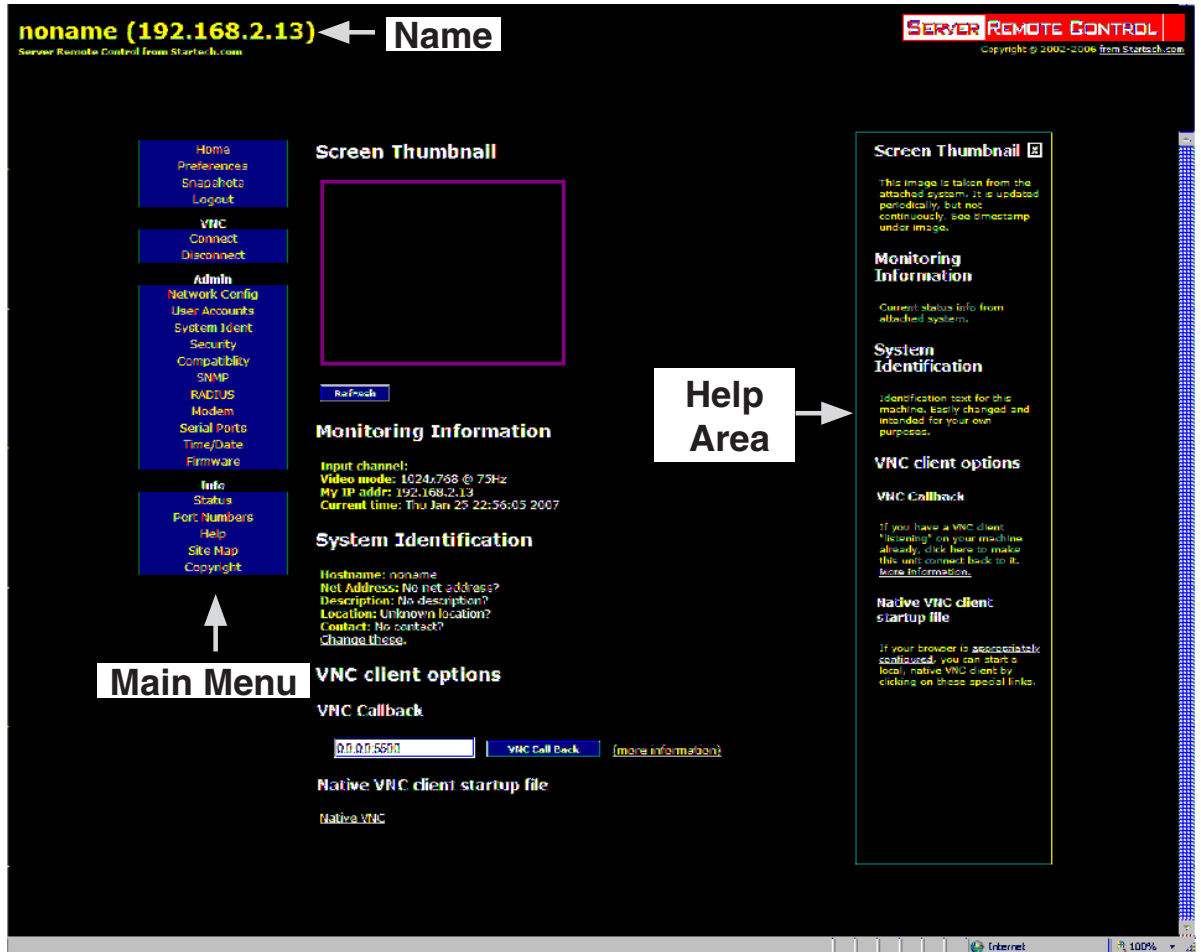 noneme (192.168.2.13)
Name
Server Remote Control from Startech.com
SERVER REMOTE CONTROL
Copyright © 2002-2006 from Startech.com
Home
Preferences
Snapshots
Logout
VNC
Connect
Disconnect
Admin
Network Config
User Accounts
System Ident
Security
Compatiblity
SNMP
RADIUS
Modem
Serial Ports
Time/Date
Firmware
Info
Status
Port Numbers
Help
Site Map
Copyright
Main Menu
Screen Thumbnail
Refresh
Monitoring Information
Input channel:
Video mode: 1024x768 @ 75Hz
My IP addr: 192.168.2.13
Current time: Thu Jan 25 22:56:05 2007
System Identification
Hostname: noname
Net Address: No net address?
Description: No description?
Location: Unknown location?
Contact: No contact?
Change these.
VNC client options
VNC Callback
0.0.0.0:5500
VNC Call Back
(more information)
Native VNC client startup file
Native VNC
Help
Area
Screen Thumbnail x
This image is taken from the
attached system. It is updated
periodically, but not
continuously. See timestamp
under image.
Monitoring
Information
Current status info from
attached system.
System
Identification
Identification text for this
machine. Easily changed and
intended for your own
purposes.
VNC client options
VNC Callback
If you have a VNC client
"listening" on your machine
already, click here to make
this unit connect back to it.
More information.
Native VNC client
startup file
If your browser is appropriately
configured, you can start a
local, native VNC client by
clicking on these special links.
Internet
100%